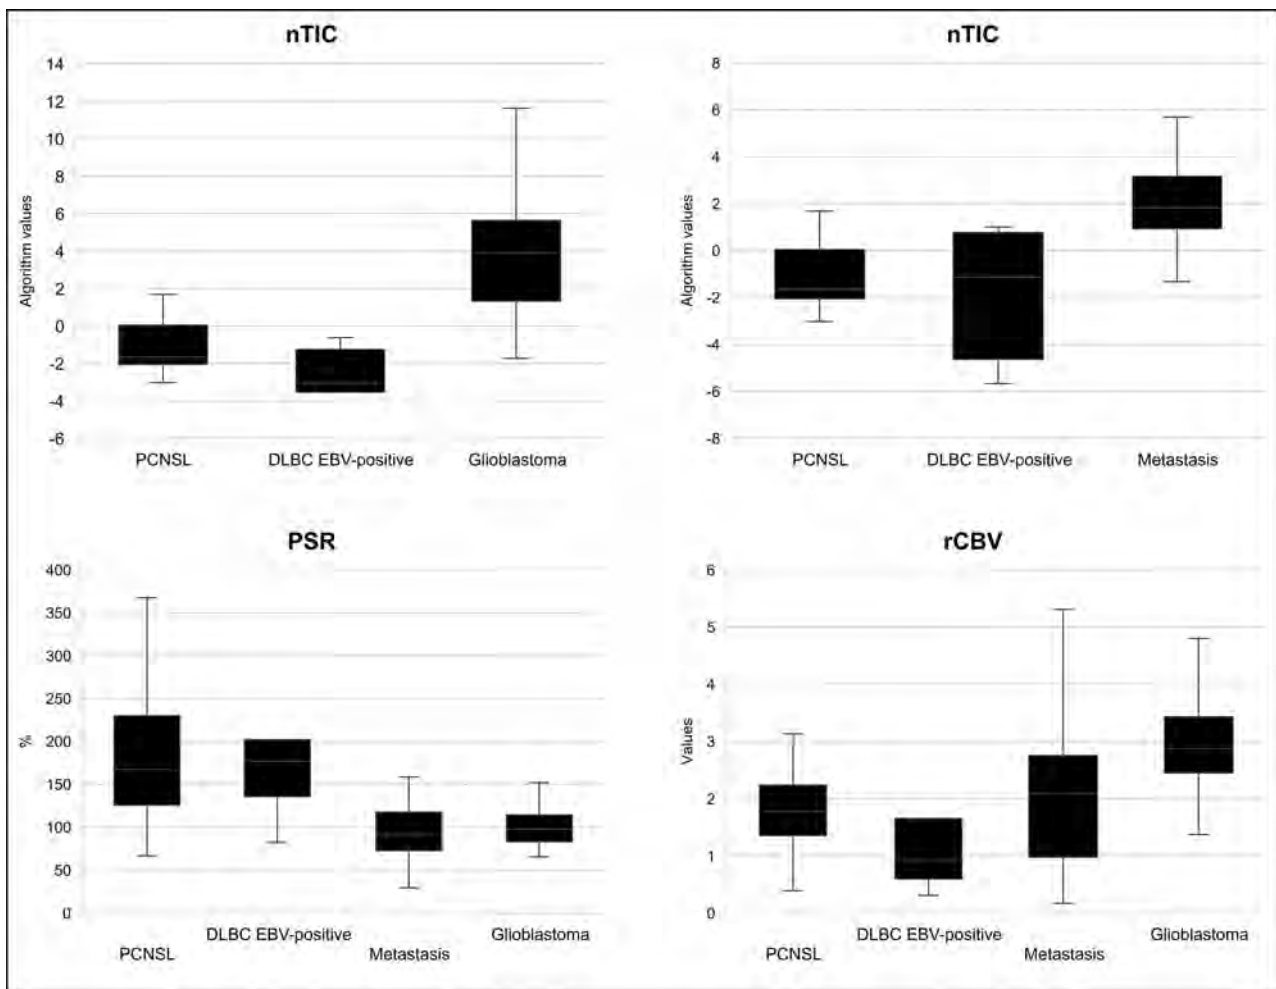 nTIC
14
12
10
8
6
4
2
0
-2
-4
-6
Algorithm values
PCNSL DLBC EBV-positive Glioblastoma
nTIC
8
6
4
2
0
-2
-4
-6
-8
Algorithm values
PCNSL DLBC EBV-positive Metastasis
PSR
400
350
300
250
200
150
100
50
0
%
DLBC EBV-positive Glioblastoma
PCNSL Metastasis
rCBV
6
5
4
3
2
1
0
Values
DLBC EBV-positive Glioblastoma
PCNSL Metastasis